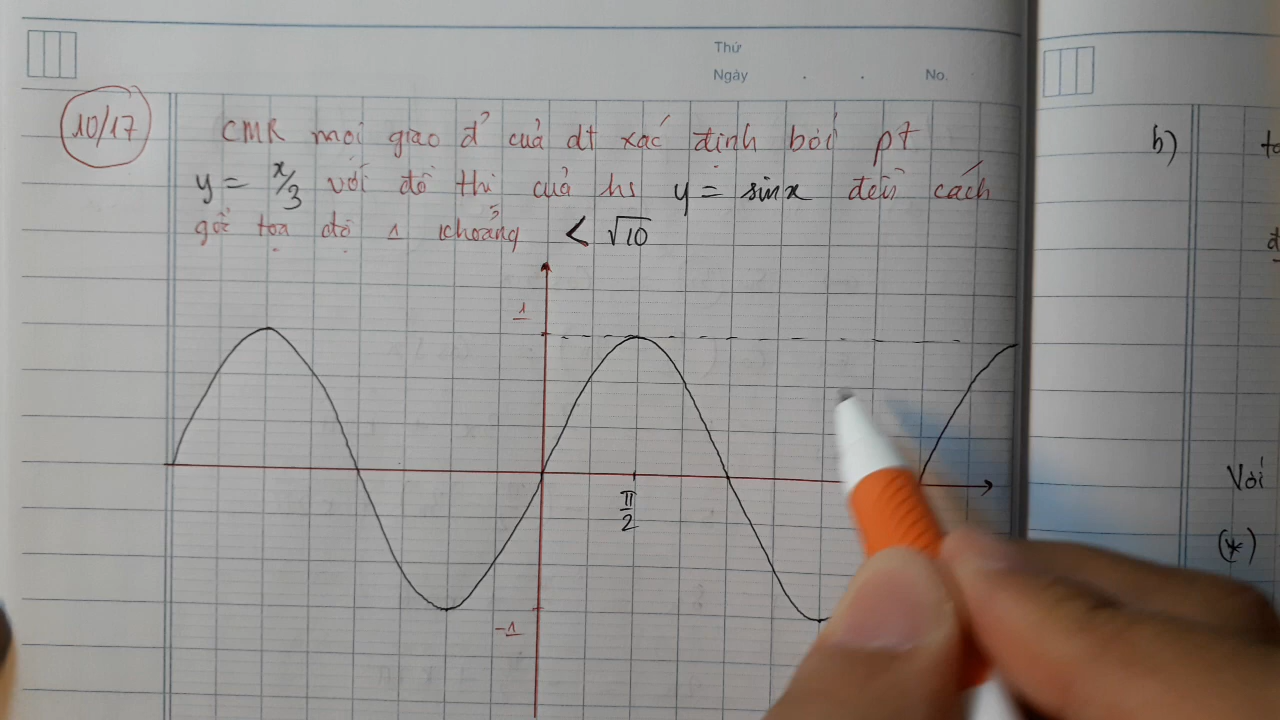 Thứ
Ngày . . No.
10/17
CMR mọi giao đ' của đt xác định bởi pt
y = x/3 với đồ thị của hs y = sinx đều cách
gốc tọa độ 1 khoảng < √10
1
π/2
-1
b)
Với
(*)